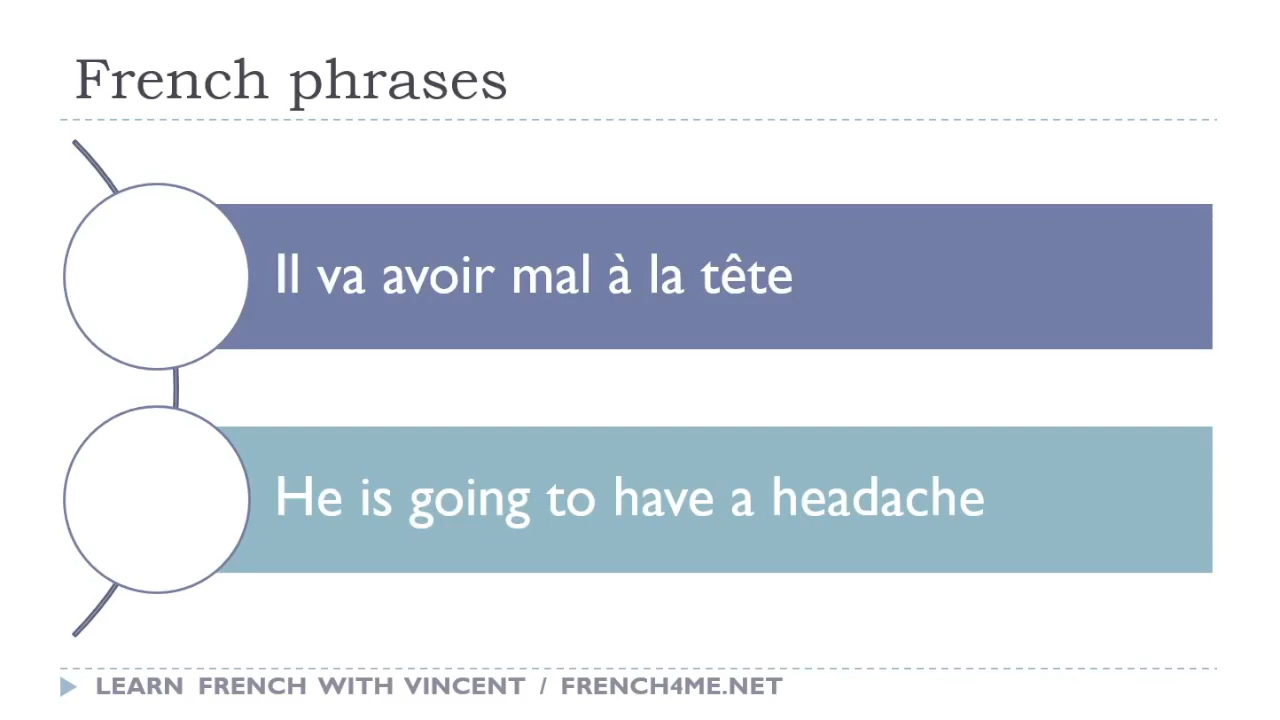 French phrases
Il va avoir mal à la tête
He is going to have a headache
LEARN FRENCH WITH VINCENT / FRENCH4ME.NET